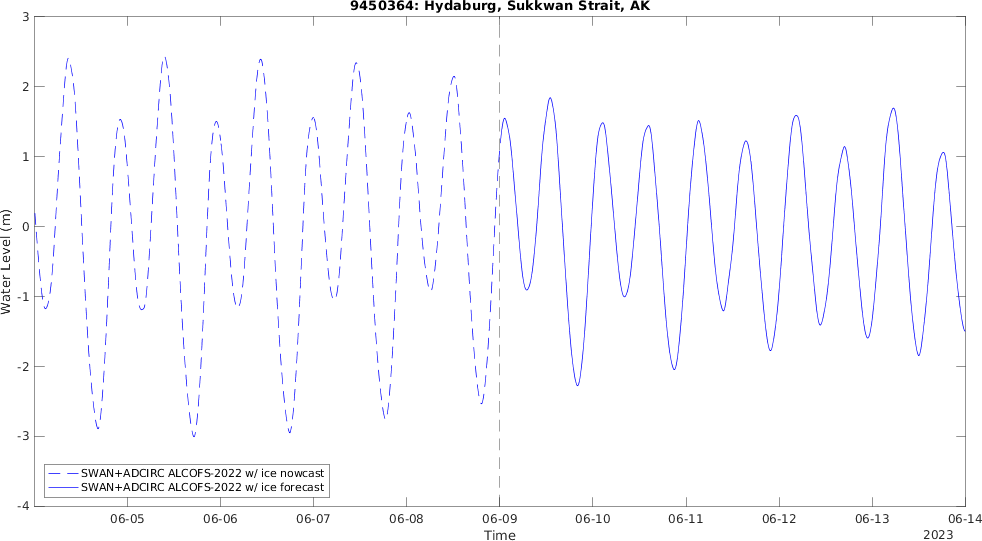 9450364: Hydaburg, Sukkwan Strait, AK
3
2
1
0
-1
-2
-3
-4
Water Level (m)
SWAN+ADCIRC ALCOFS-2022 w/ ice nowcast
SWAN+ADCIRC ALCOFS-2022 w/ ice forecast
06-05 06-06 06-07 06-08 06-09 06-10 06-11 06-12 06-13 06-14
Time
2023